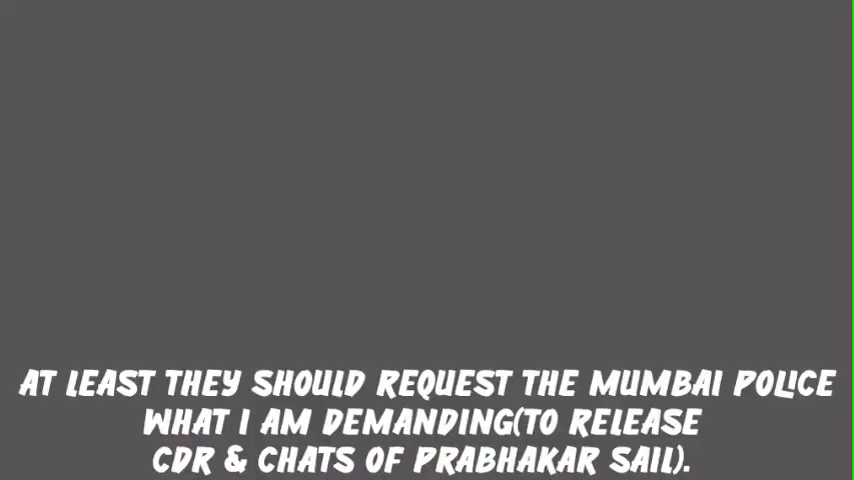 AT LEAST THEY SHOULD REQUEST THE MUMBAI POLICE
WHAT I AM DEMANDING(TO RELEASE
CDR & CHATS OF PRABHAKAR SAIL).